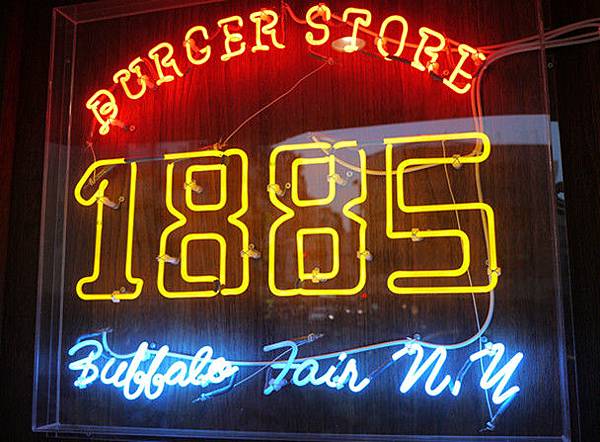 BURGER STORE
1885
Buffalo Fair N.Y